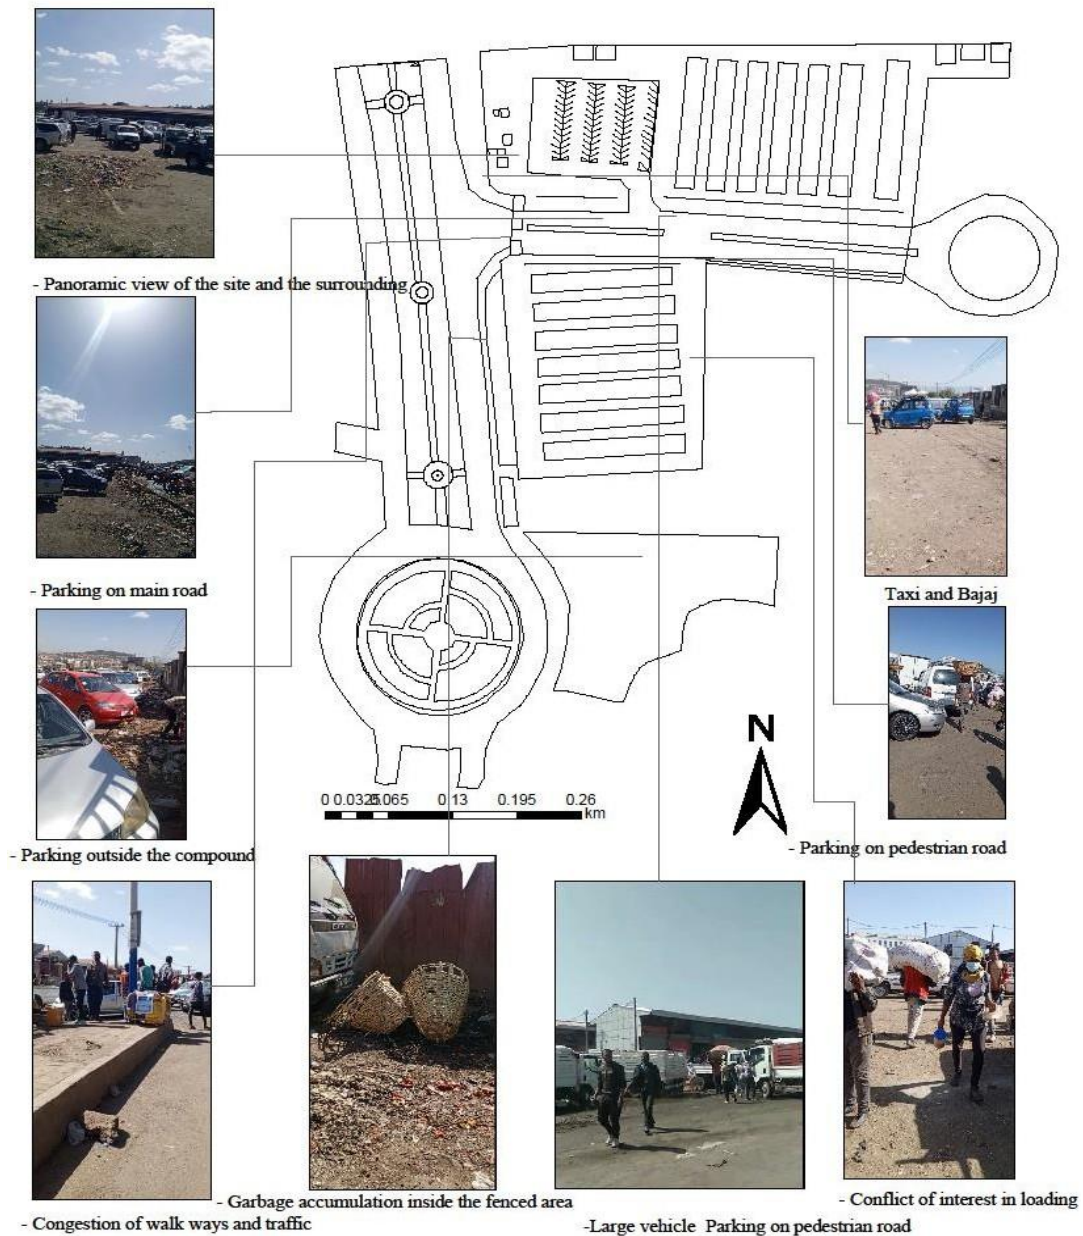 - Panoramic view of the site and the surrounding
- Parking on main road
Taxi and Bajaj
N
0 0.0325 0.065 0.13 0.195 0.26
km
- Parking outside the compound
- Parking on pedestrian road
- Garbage accumulation inside the fenced area
- Conflict of interest in loading
- Congestion of walk ways and traffic
-Large vehicle Parking on pedestrian road